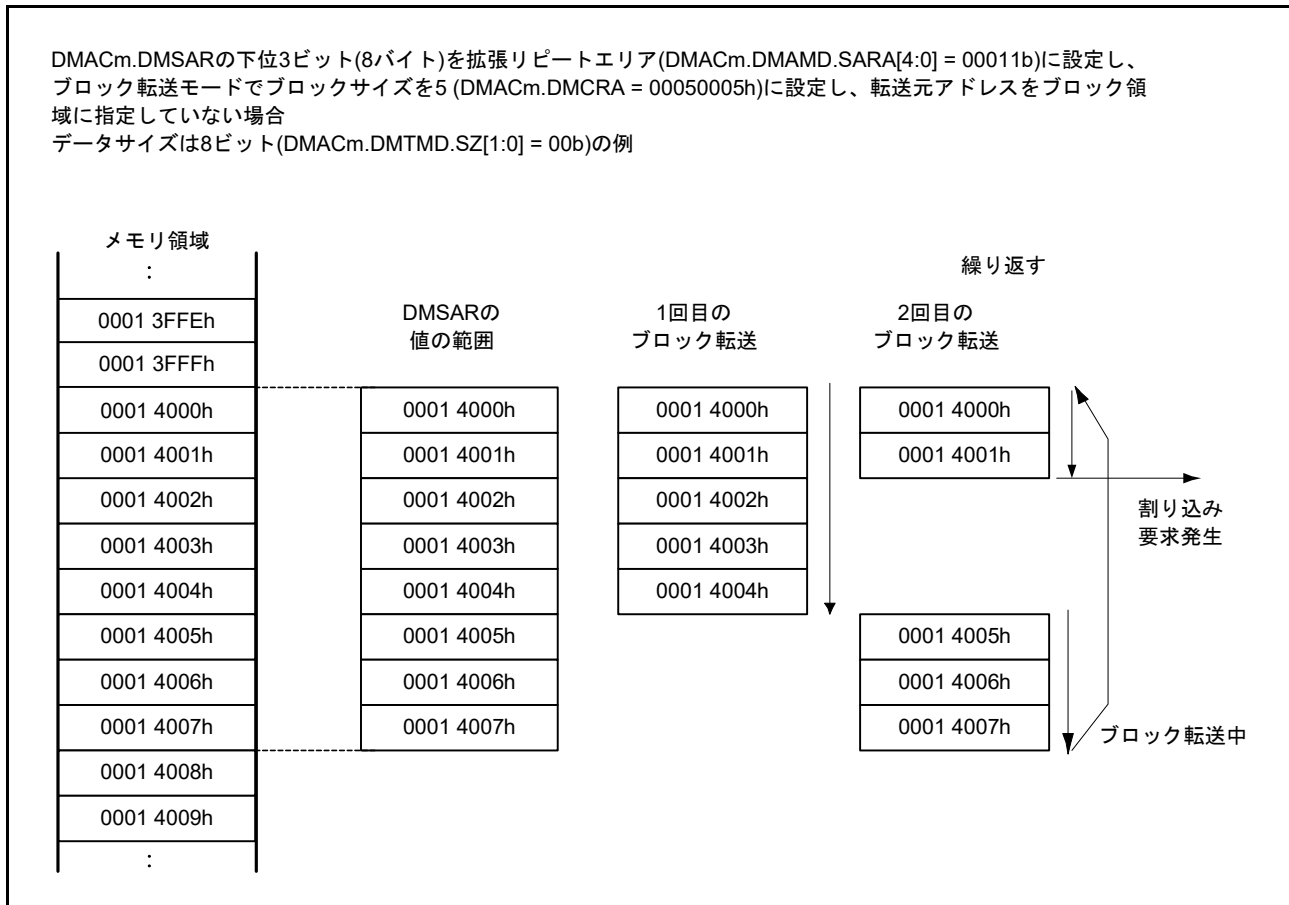 DMACm.DMSARの下位3ビット(8バイト)を拡張リピートエリア(DMACm.DMAMD.SARA[4:0] = 00011b)に設定し、
ブロック転送モードでブロックサイズを5 (DMACm.DMCRA = 00050005h)に設定し、転送元アドレスをブロック領
域に指定していない場合
データサイズは8ビット(DMACm.DMTMD.SZ[1:0] = 00b)の例
メモリ領域
:
0001 3FFEh
0001 3FFFh
0001 4000h
0001 4001h
0001 4002h
0001 4003h
0001 4004h
0001 4005h
0001 4006h
0001 4007h
0001 4008h
0001 4009h
:
DMSARの
値の範囲
0001 4000h
0001 4001h
0001 4002h
0001 4003h
0001 4004h
0001 4005h
0001 4006h
0001 4007h
1回目の
ブロック転送
0001 4000h
0001 4001h
0001 4002h
0001 4003h
0001 4004h
繰り返す
2回目の
ブロック転送
0001 4000h
0001 4001h
0001 4005h
0001 4006h
0001 4007h
割り込み
要求発生
ブロック転送中